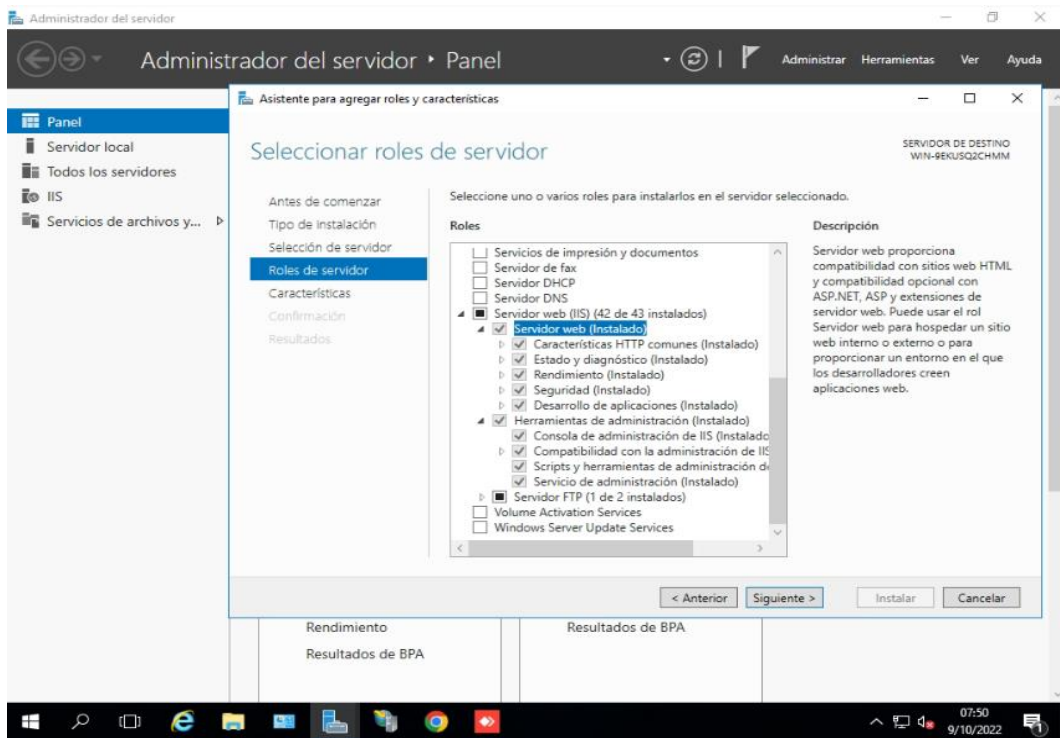 Administrador del servidor
Administrador del servidor • Panel
Administrar Herramientas Ver Ayuda
Panel
Servidor local
Todos los servidores
IIS
Servicios de archivos y...
Asistente para agregar roles y características
Seleccionar roles de servidor
SERVIDOR DE DESTINO
WIN-9EKUSQ2CHMM
Antes de comenzar
Tipo de instalación
Selección de servidor
Roles de servidor
Características
Confirmación
Resultados
Seleccione uno o varios roles para instalarlos en el servidor seleccionado.
Roles
Servicios de impresión y documentos
Servidor de fax
Servidor DHCP
Servidor DNS
Servidor web (IIS) (42 de 43 instalados)
Servidor web (Instalado)
Características HTTP comunes (Instalado)
Estado y diagnóstico (Instalado)
Rendimiento (Instalado)
Seguridad (Instalado)
Desarrollo de aplicaciones (Instalado)
Herramientas de administración (Instalado)
Consola de administración de IIS (Instalado
Compatibilidad con la administración de IIS
Scripts y herramientas de administración de
Servicio de administración (Instalado)
Servidor FTP (1 de 2 instalados)
Volume Activation Services
Windows Server Update Services
Descripción
Servidor web proporciona
compatibilidad con sitios web HTML
y compatibilidad opcional con
ASP.NET, ASP y extensiones de
servidor web. Puede usar el rol
Servidor web para hospedar un sitio
web interno o externo o para
proporcionar un entorno en el que
los desarrolladores creen
aplicaciones web.
< Anterior Siguiente > Instalar Cancelar
Rendimiento
Resultados de BPA
Resultados de BPA
07:50
9/10/2022
1